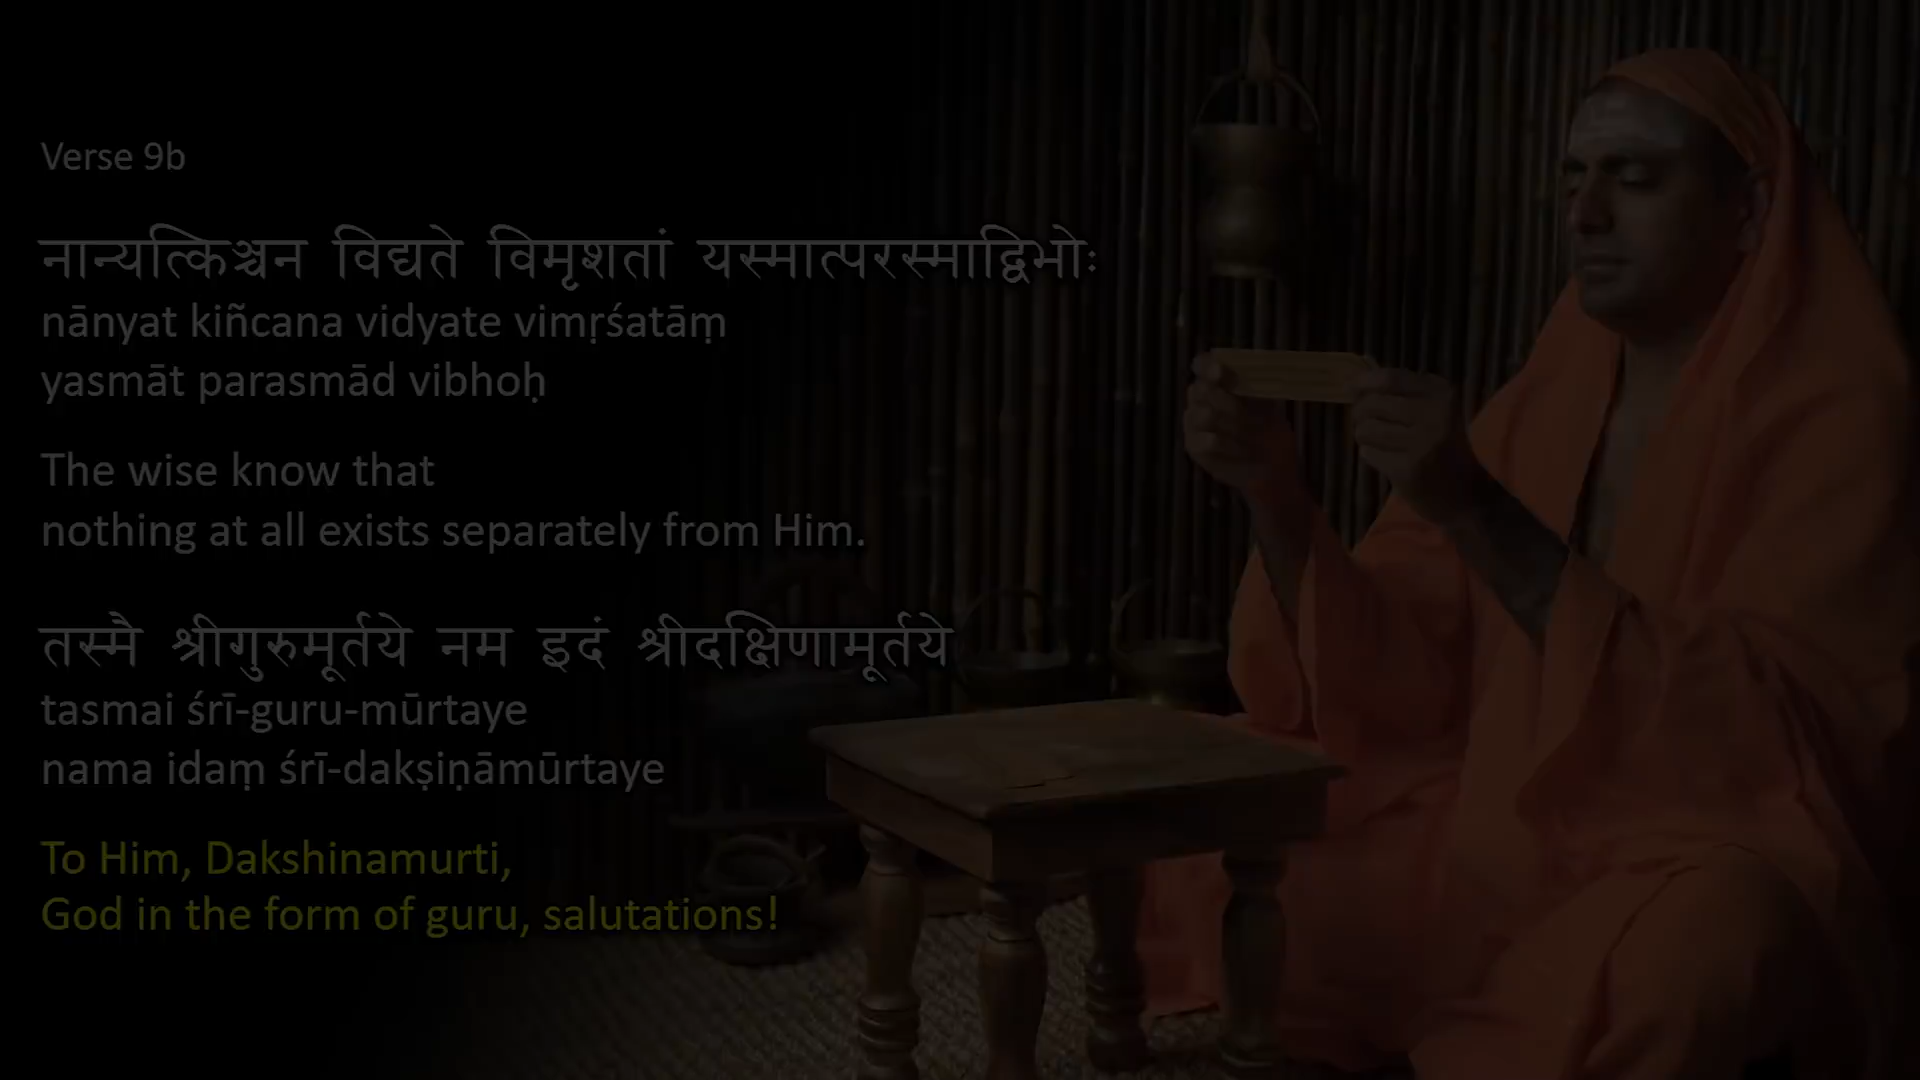 Verse 9b
नान्यत्किञ्चन विद्यते विमृशतां यस्मात्परस्माद्विभोः
nānyat kiñcana vidyate vimṛśatāṃ
yasmāt parasmād vibhoḥ
The wise know that
nothing at all exists separately from Him.
तस्मै श्रीगुरुमूर्तये नम इदं श्रीदक्षिणामूर्तये
tasmai śrī-guru-mūrtaye
nama idaṃ śrī-dakṣiṇāmūrtaye
To Him, Dakshinamurti,
God in the form of guru, salutations!